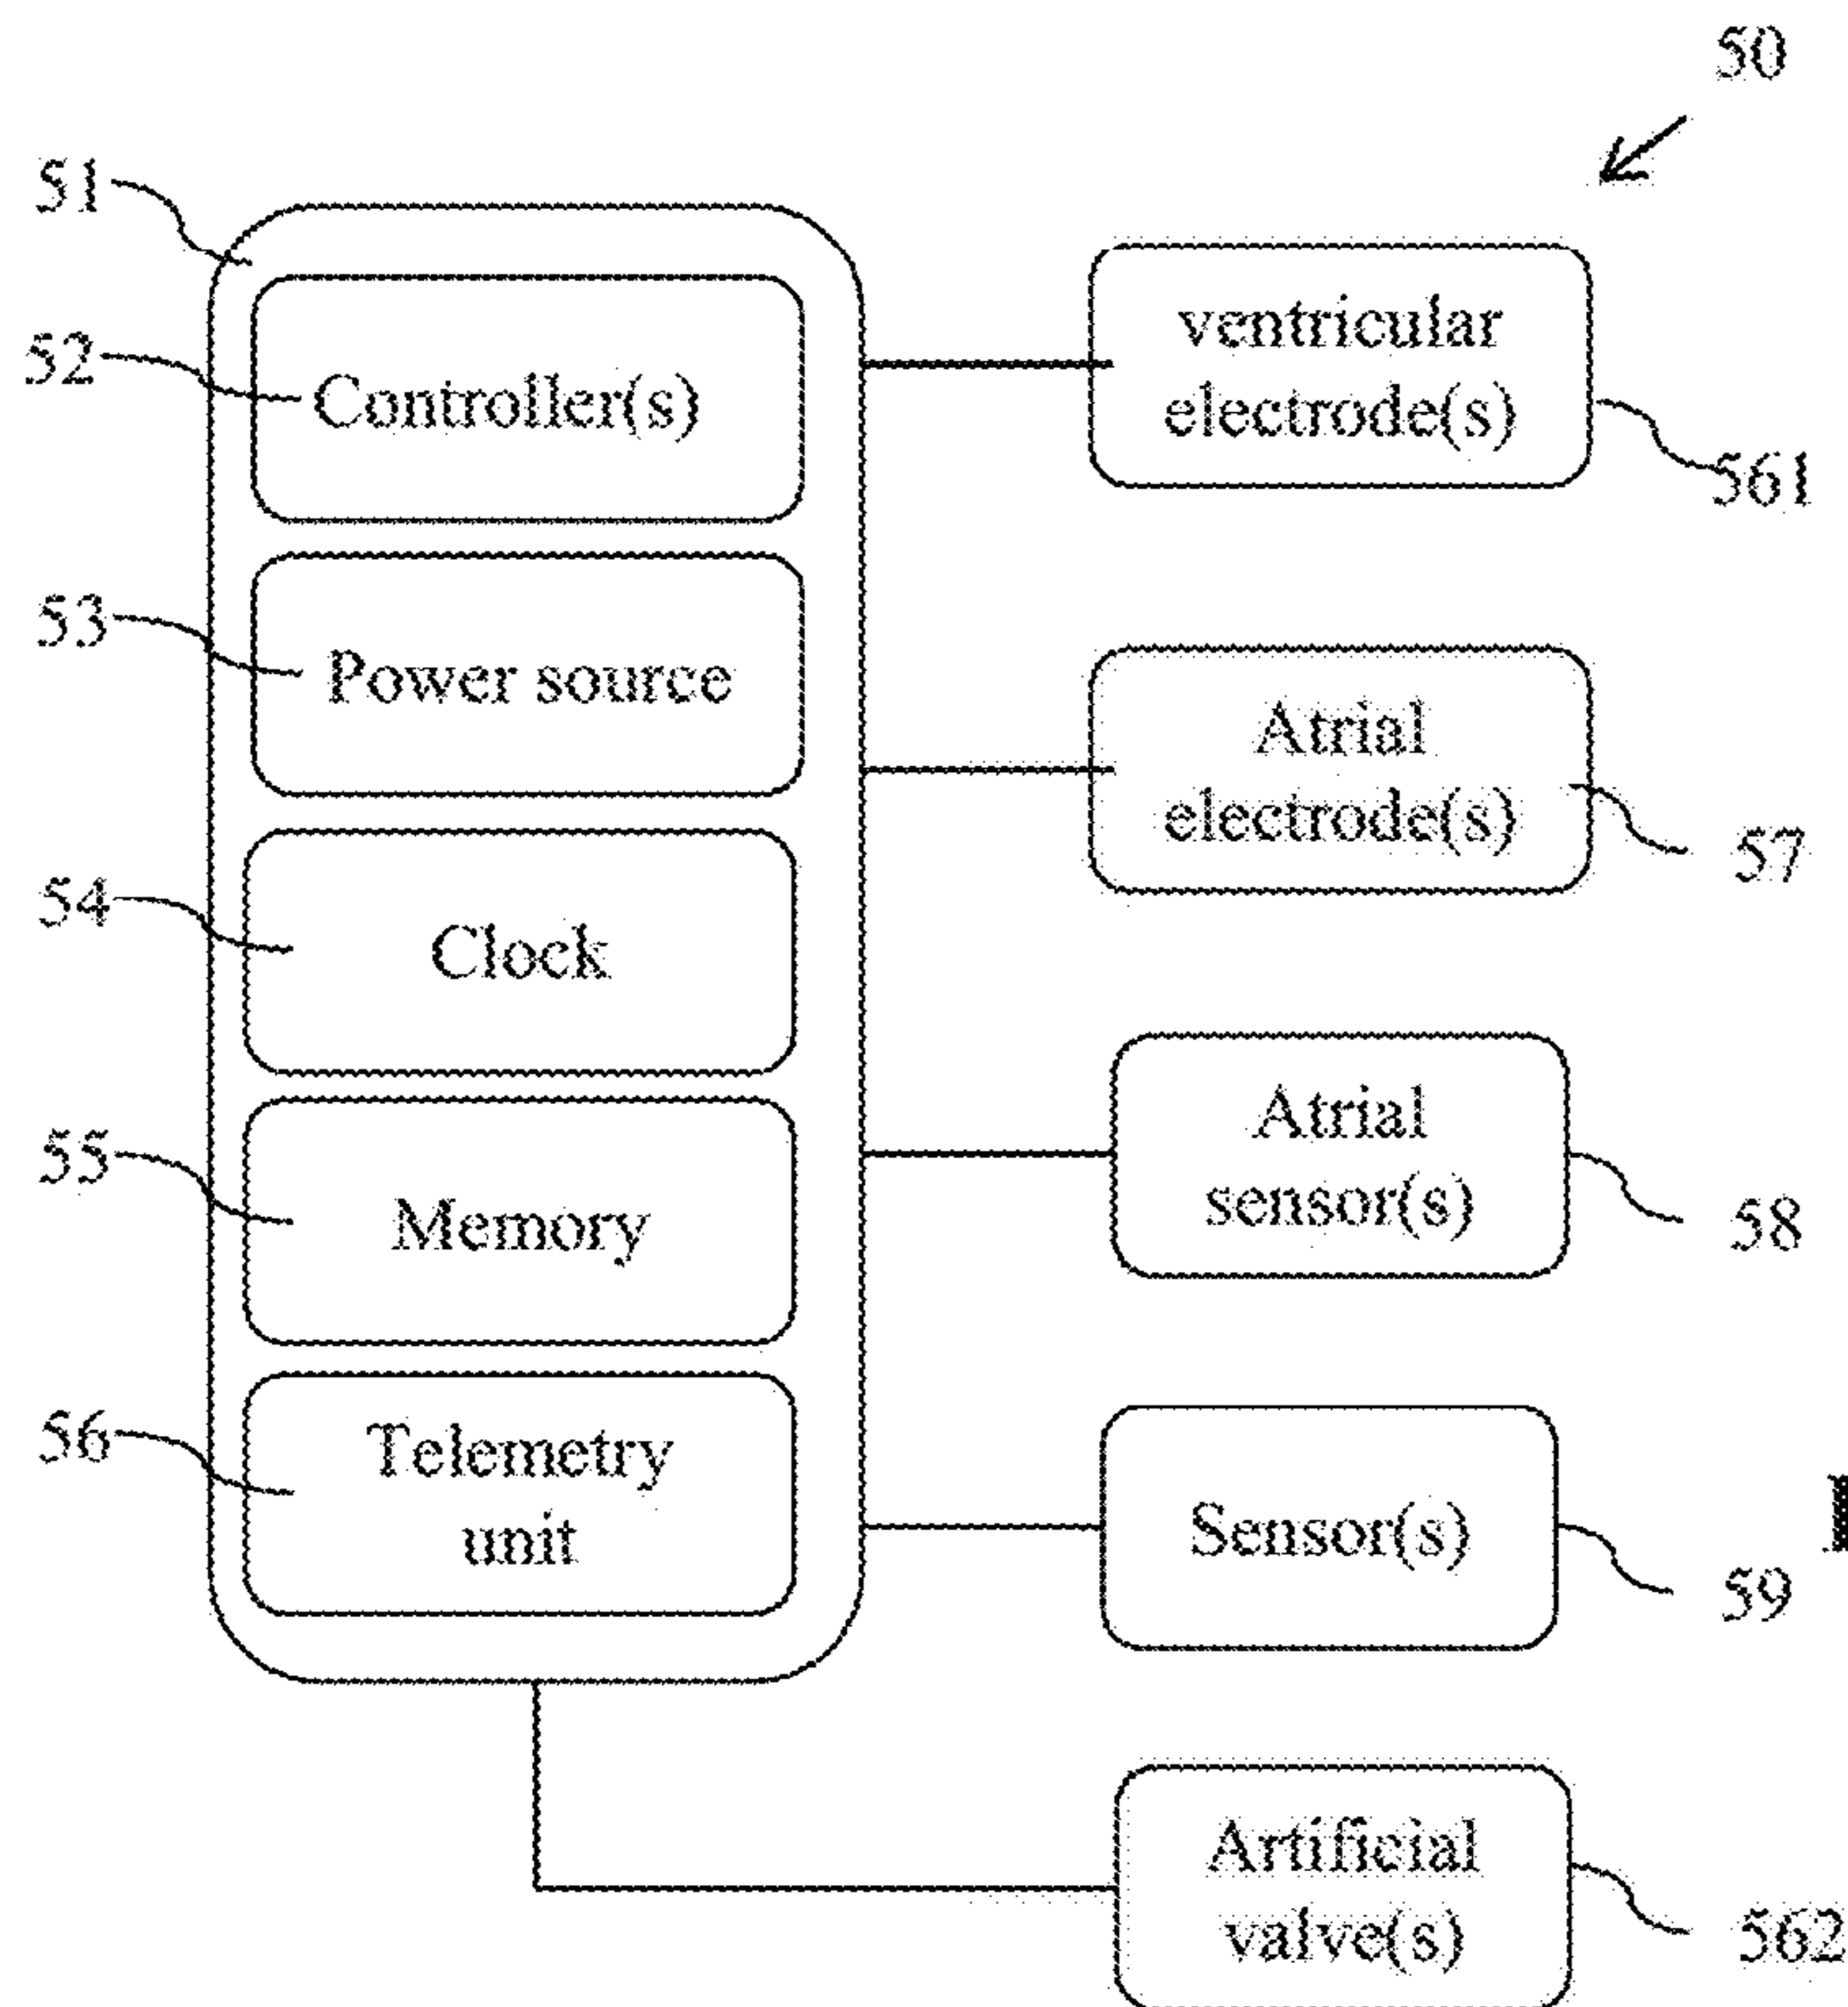 50
51
52
Controller(s)
53
Power source
54
Clock
55
Memory
56
Telemetry
unit
ventricular
electrode(s)
561
Atrial
electrode(s)
57
Atrial
sensor(s)
58
Sensor(s)
59
Artificial
valve(s)
562